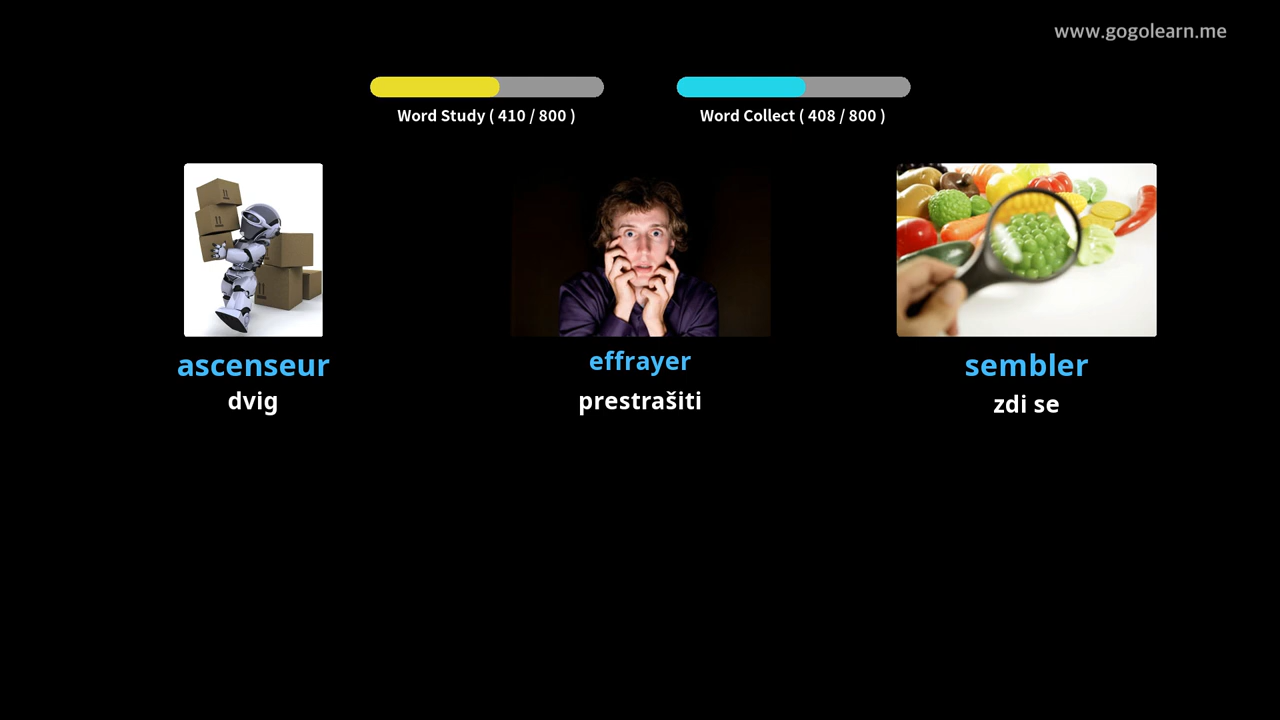 www.gogolearn.me
Word Study ( 410 / 800 )
Word Collect ( 408 / 800 )
ascenseur
dvig
effrayer
prestrašiti
sembler
zdi se